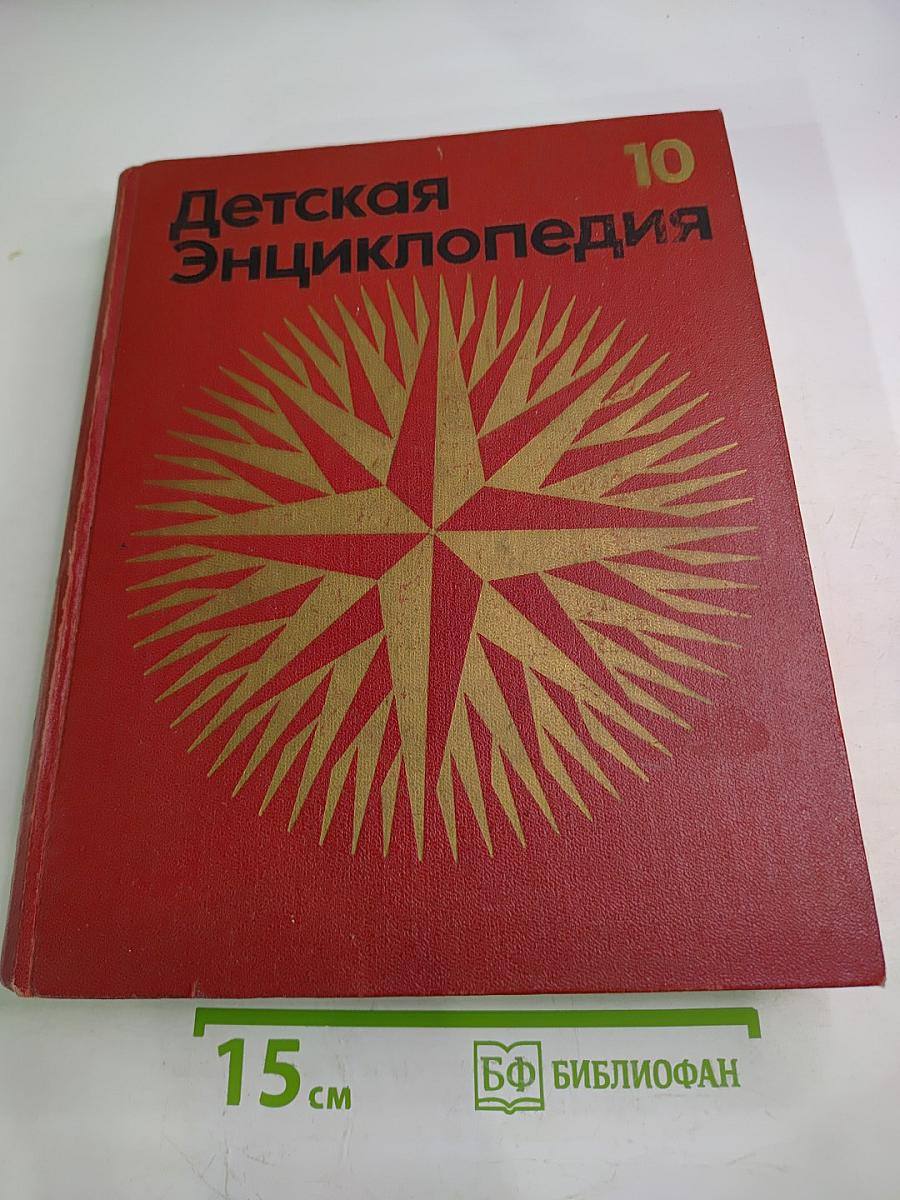 10
Детская
Энциклопедия
15 см
БФ БИБЛИОФАН